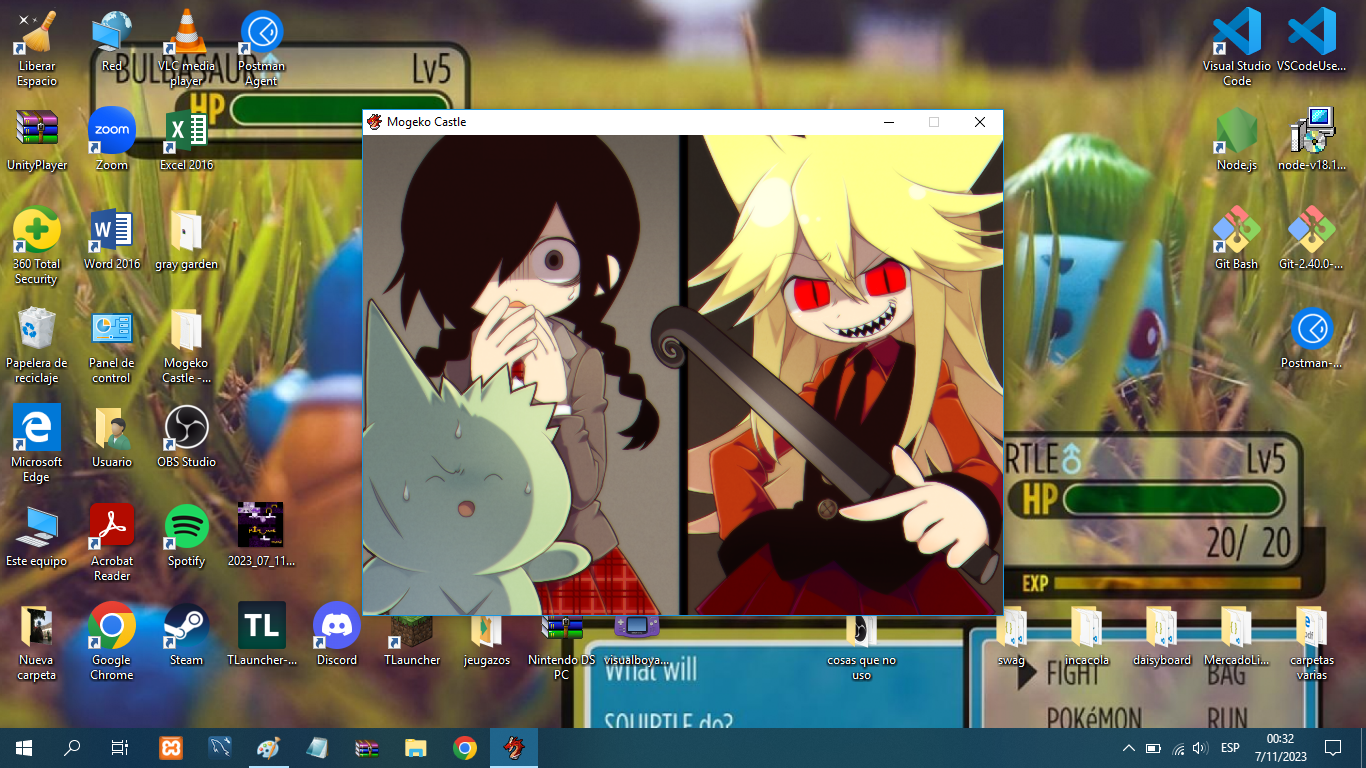 Liberar
Espacio
Red
VLC media
player
Postman
Agent
BULBASAUR♂
Lv5
HP
Visual Studio
Code
VSCodeUse...
UnityPlayer
zoom
Zoom
Excel 2016
Mogeko Castle
Node.js
node-v18.1...
360 Total
Security
Word 2016
gray garden
Git Bash
Git-2.40.0-...
Papelera de
reciclaje
Panel de
control
Mogeko
Castle -...
Postman-...
Microsoft
Edge
Usuario
OBS Studio
RTLE♂
Lv5
HP
20/ 20
EXP
Este equipo
Acrobat
Reader
Spotify
2023_07_11...
Nueva
carpeta
Google
Chrome
Steam
TL
TLauncher-...
Discord
TLauncher
jeugazos
Nintendo DS
PC
visualboya...
cosas que no
uso
swag
incacola
daisyboard
MercadoLi...
carpetas
varias
What will
SQUIRTLE do?
FIGHT
BAG
POKéMON
RUN
ESP
00:32
7/11/2023